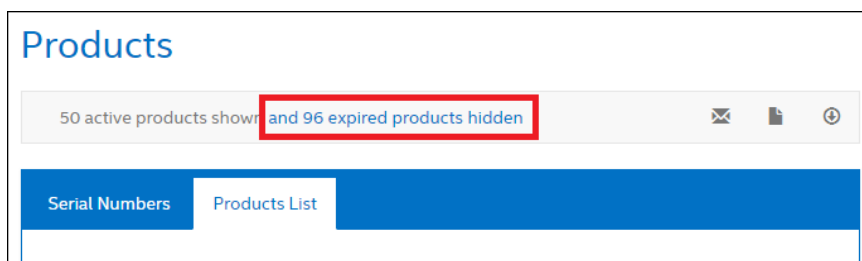 Products
50 active products shown and 96 expired products hidden
Serial Numbers
Products List